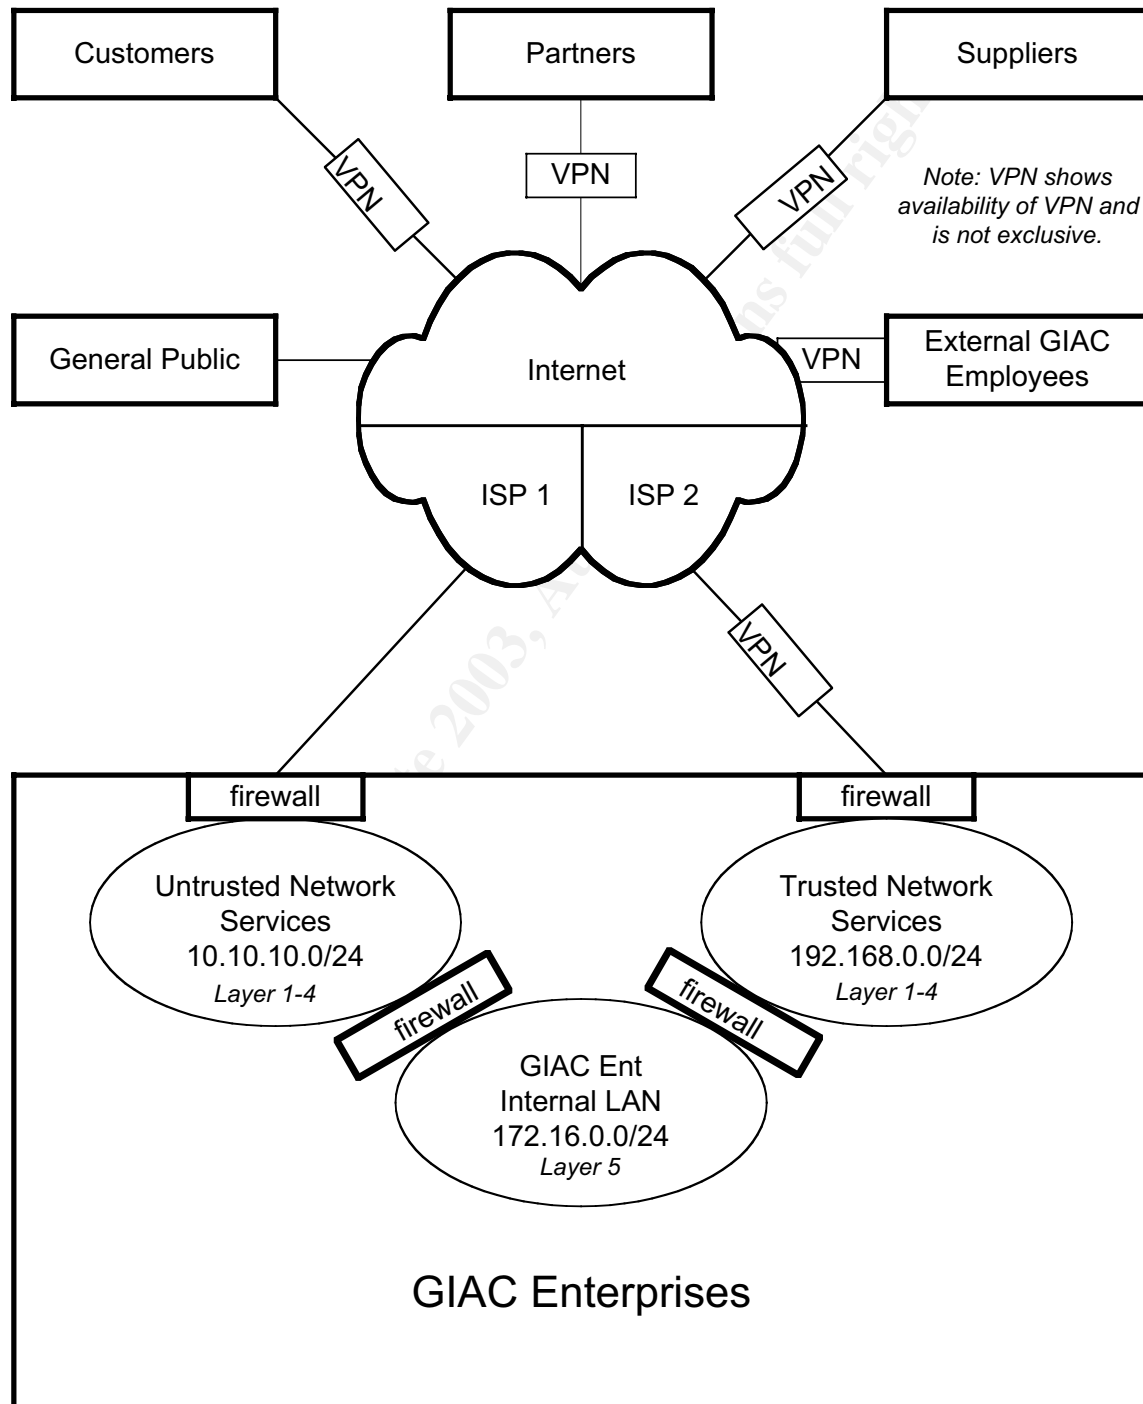 Customers
Partners
Suppliers
VPN
VPN
VPN
Note: VPN shows
availability of VPN and
is not exclusive.
General Public
Internet
VPN
External GIAC
Employees
ISP 1
ISP 2
VPN
firewall
firewall
Untrusted Network
Services
10.10.10.0/24
Layer 1-4
Trusted Network
Services
192.168.0.0/24
Layer 1-4
firewall
firewall
GIAC Ent
Internal LAN
172.16.0.0/24
Layer 5
GIAC Enterprises
2003,
full